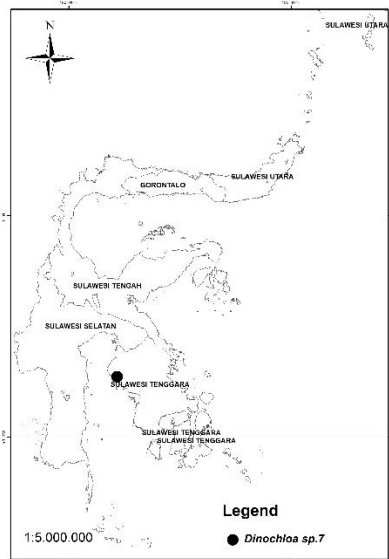 SULAWESI UTARA
N
SULAWESI UTARA
GORONTALO
SULAWESI TENGAH
SULAWESI SELATAN
SULAWESI TENGGARA
SULAWESI TENGGARA
SULAWESI TENGGARA
Legend
1:5.000.000
Dinochloa sp.7